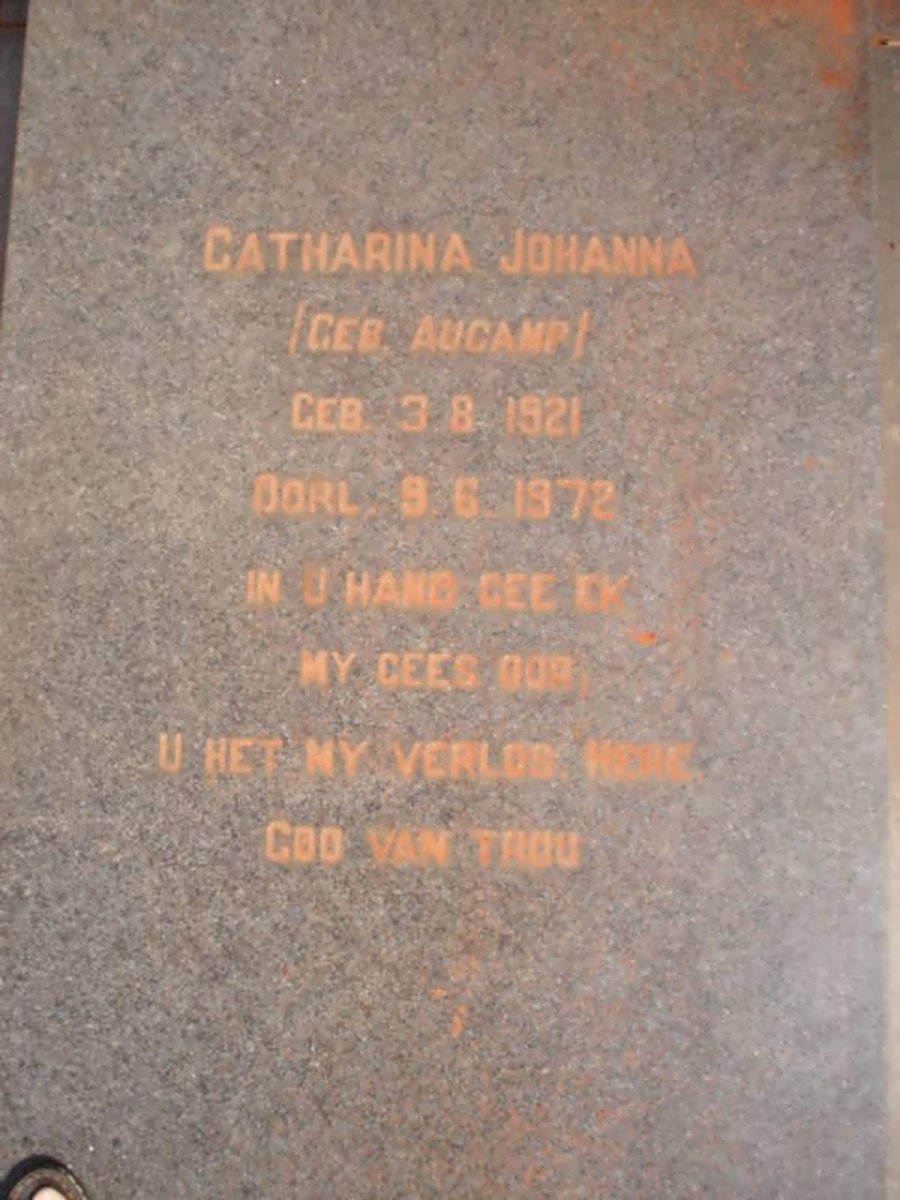 CATHARINA JOHANNA
(GEB. AUCAMP)
GEB. 3.8.1921
OORL. 9.6.1972
IN U HAND GEE EK
MY GEES OOR;
U HET MY VERLOS, HERE,
GOD VAN TROU